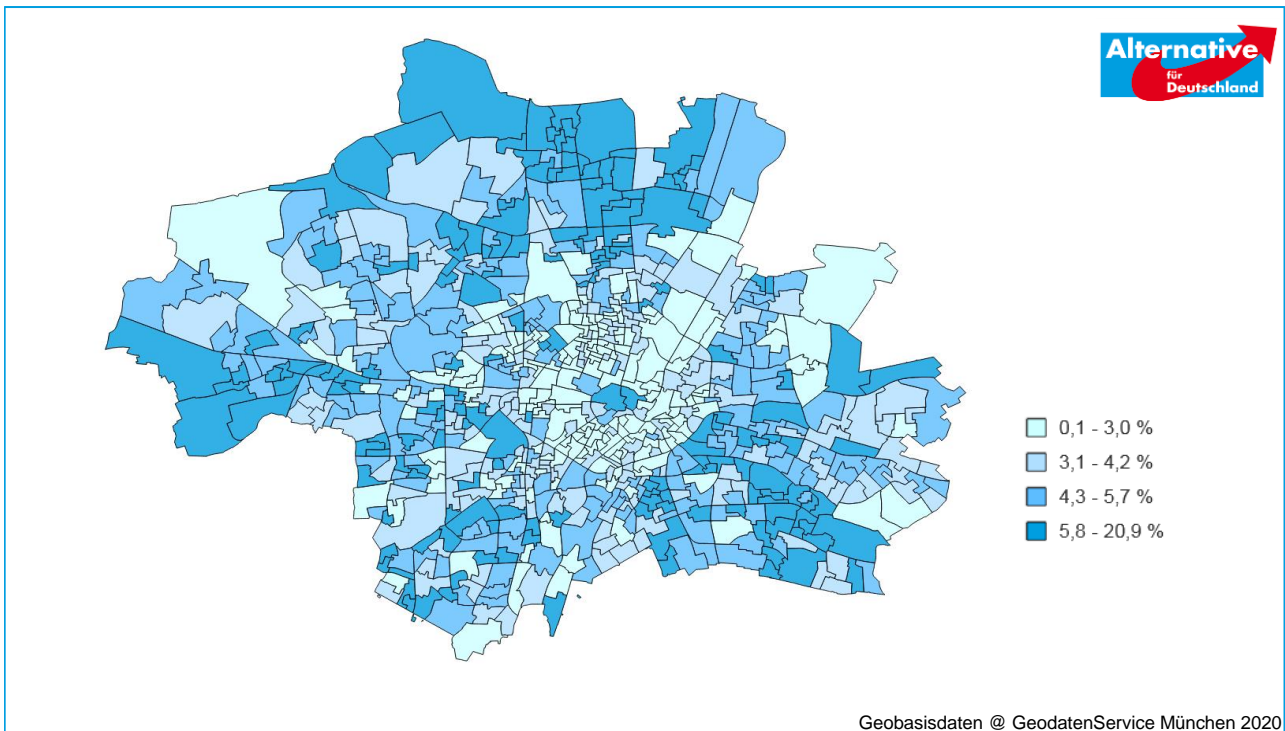 Alternative
für
Deutschland
0,1 - 3,0 %
3,1 - 4,2 %
4,3 - 5,7 %
5,8 - 20,9 %
Geobasisdaten @ GeodatenService München 2020